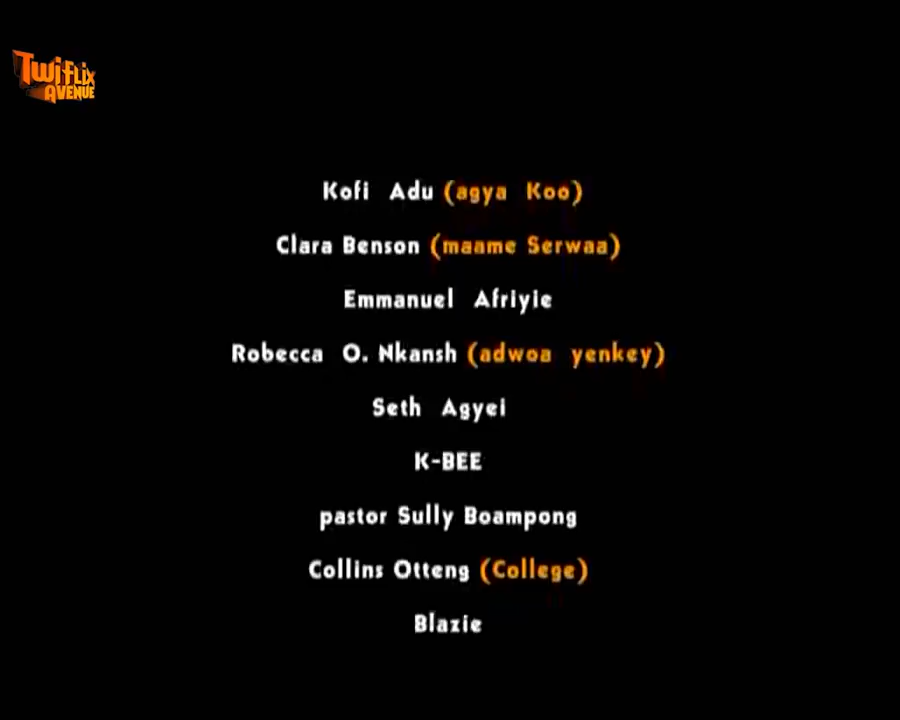 TWIFLIX
AVENUE
Kofi Adu (agya Koo)
Clara Benson (maame Serwaa)
Emmanuel Afriyie
Robecca O. Nkansh (adwoa yenkey)
Seth Agyei
K-BEE
pastor Sully Boampong
Collins Otteng (College)
Blazie